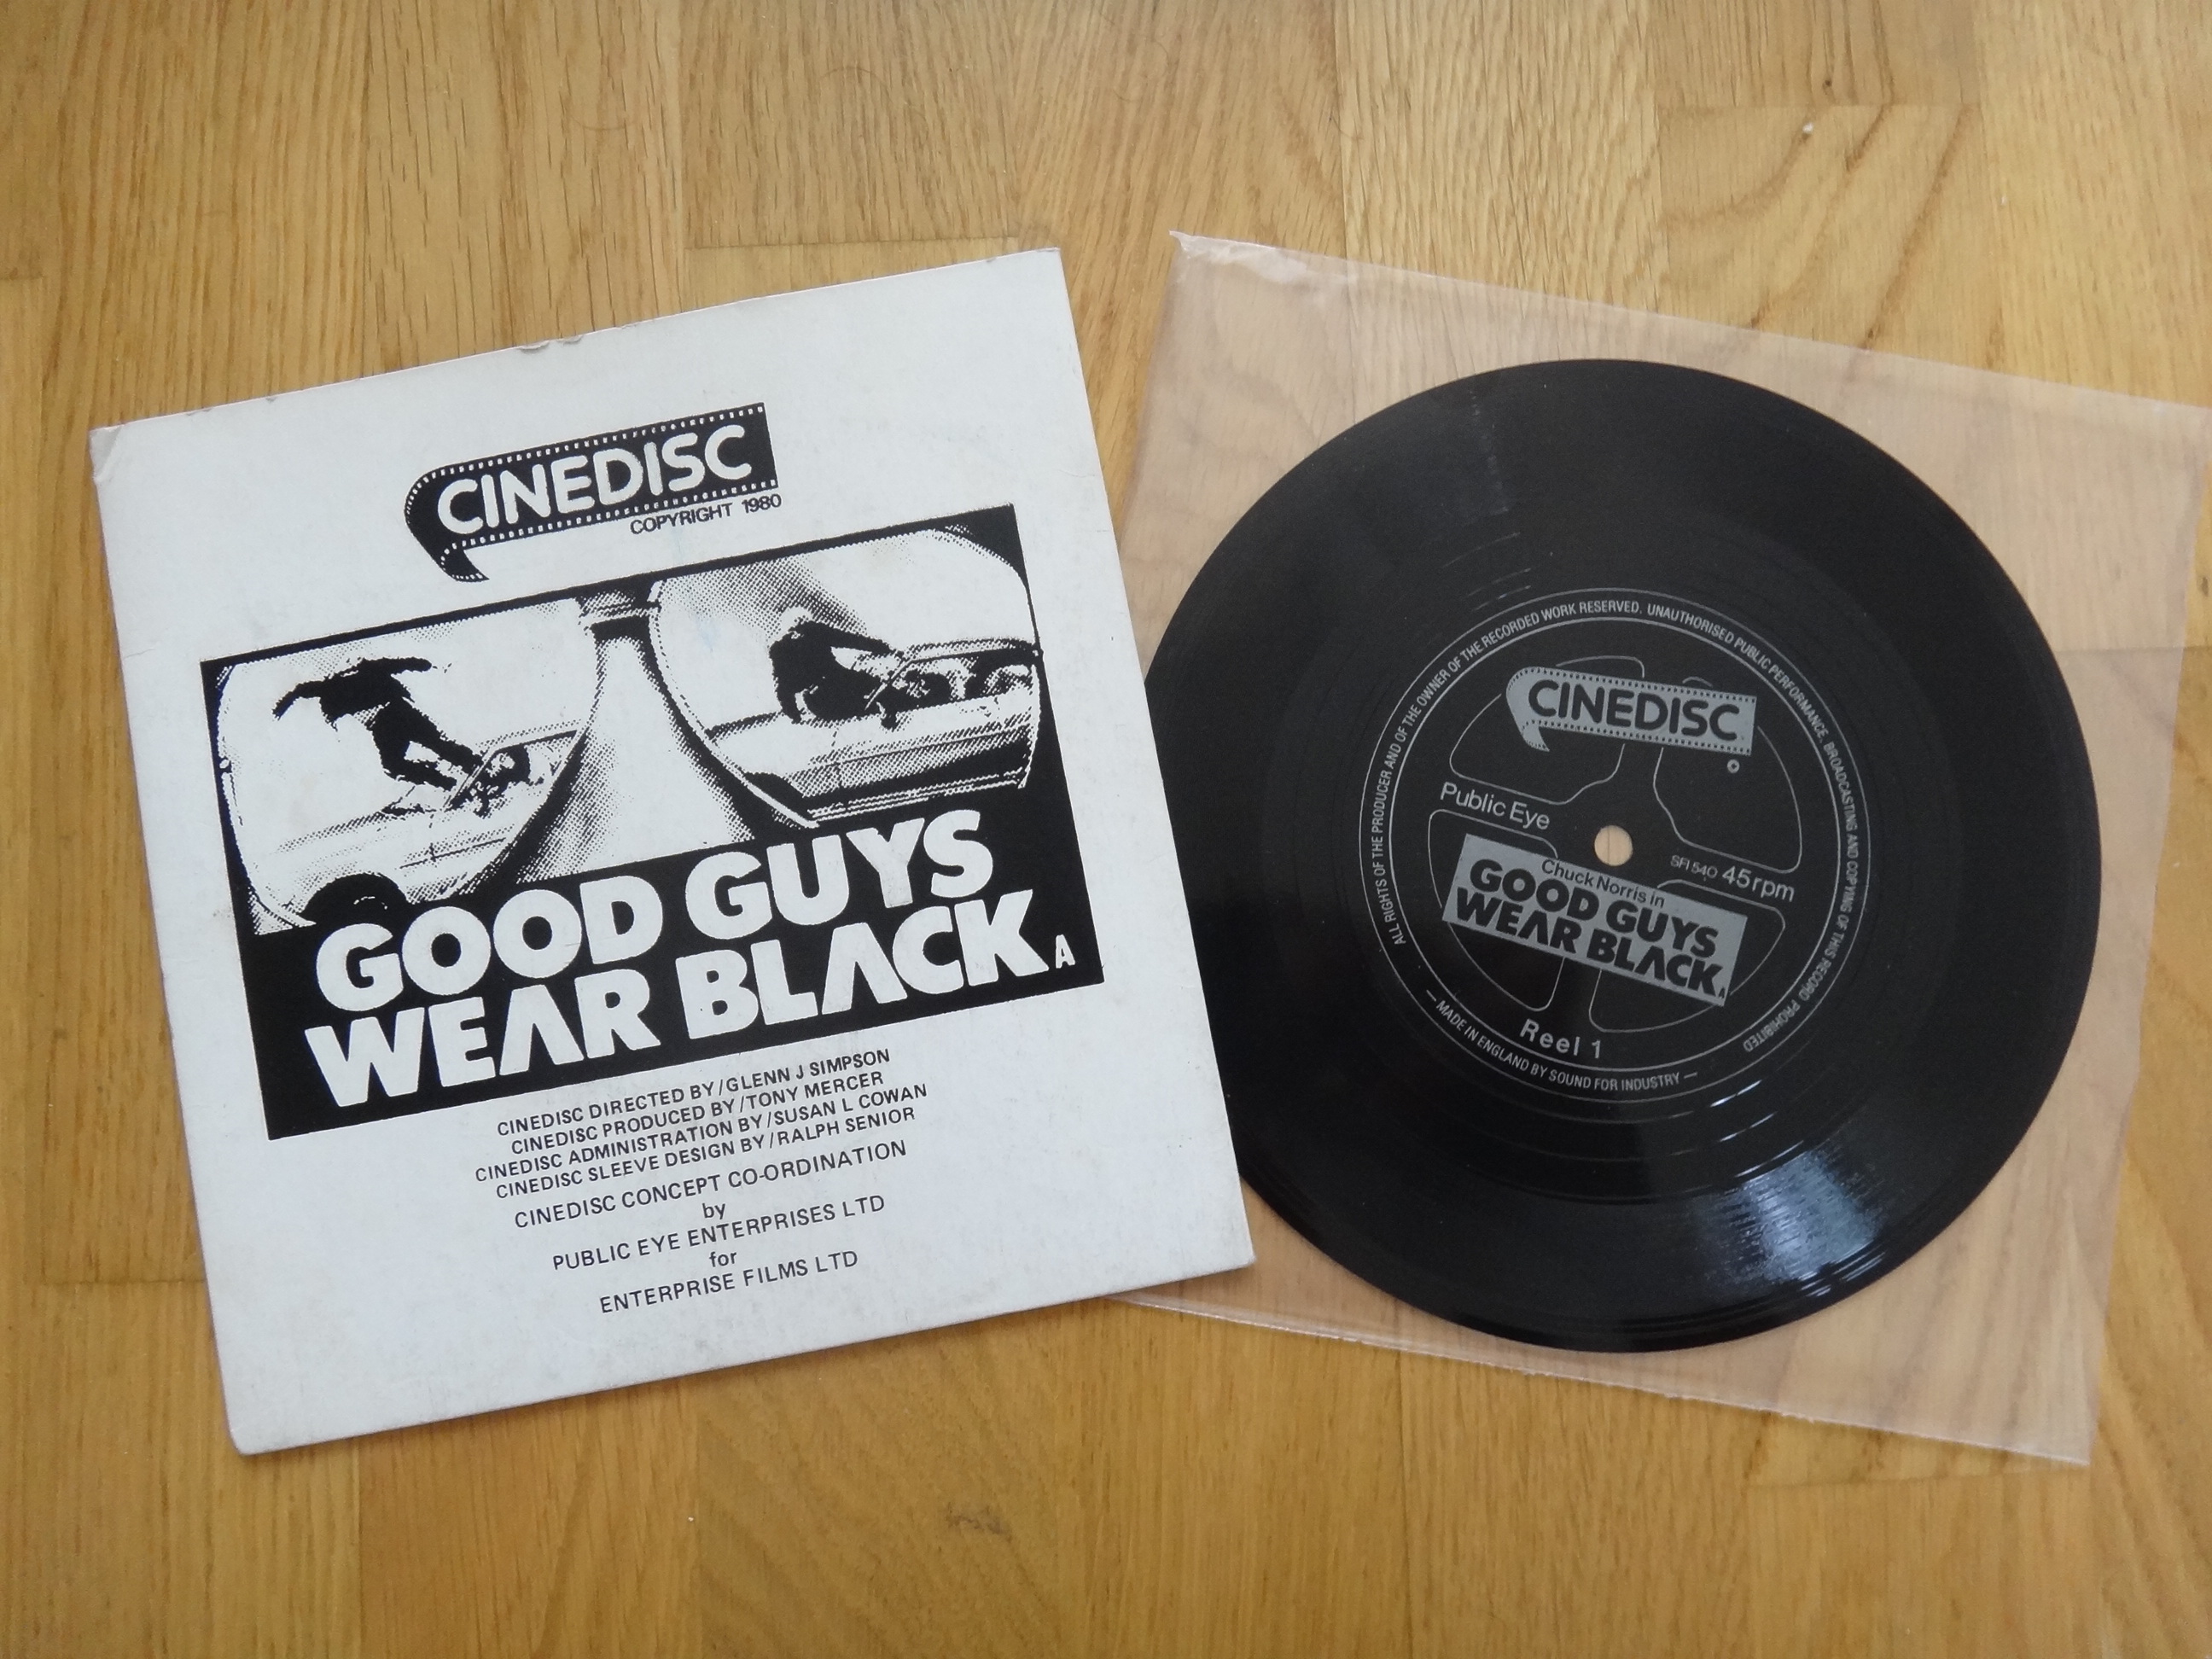 CINEDISC
COPYRIGHT 1980
GOOD GUYS
WEAR BLACK A
CINEDISC DIRECTED BY/GLENN J SIMPSON
CINEDISC PRODUCED BY/TONY MERCER
CINEDISC ADMINISTRATION BY/SUSAN L COWAN
CINEDISC SLEEVE DESIGN BY/RALPH SENIOR
CINEDISC CONCEPT CO-ORDINATION
by
PUBLIC EYE ENTERPRISES LTD
for
ENTERPRISE FILMS LTD
ALL RIGHTS OF THE PRODUCER AND OF THE OWNER OF THE RECORDED WORK RESERVED. UNAUTHORISED PUBLIC PERFORMANCE, BROADCASTING AND COPYING OF THIS RECORD PROHIBITED
CINEDISC
Public Eye
SFI 540 45rpm
Chuck Norris in
GOOD GUYS
WEAR BLACK A
Reel 1
— MADE IN ENGLAND BY SOUND FOR INDUSTRY —